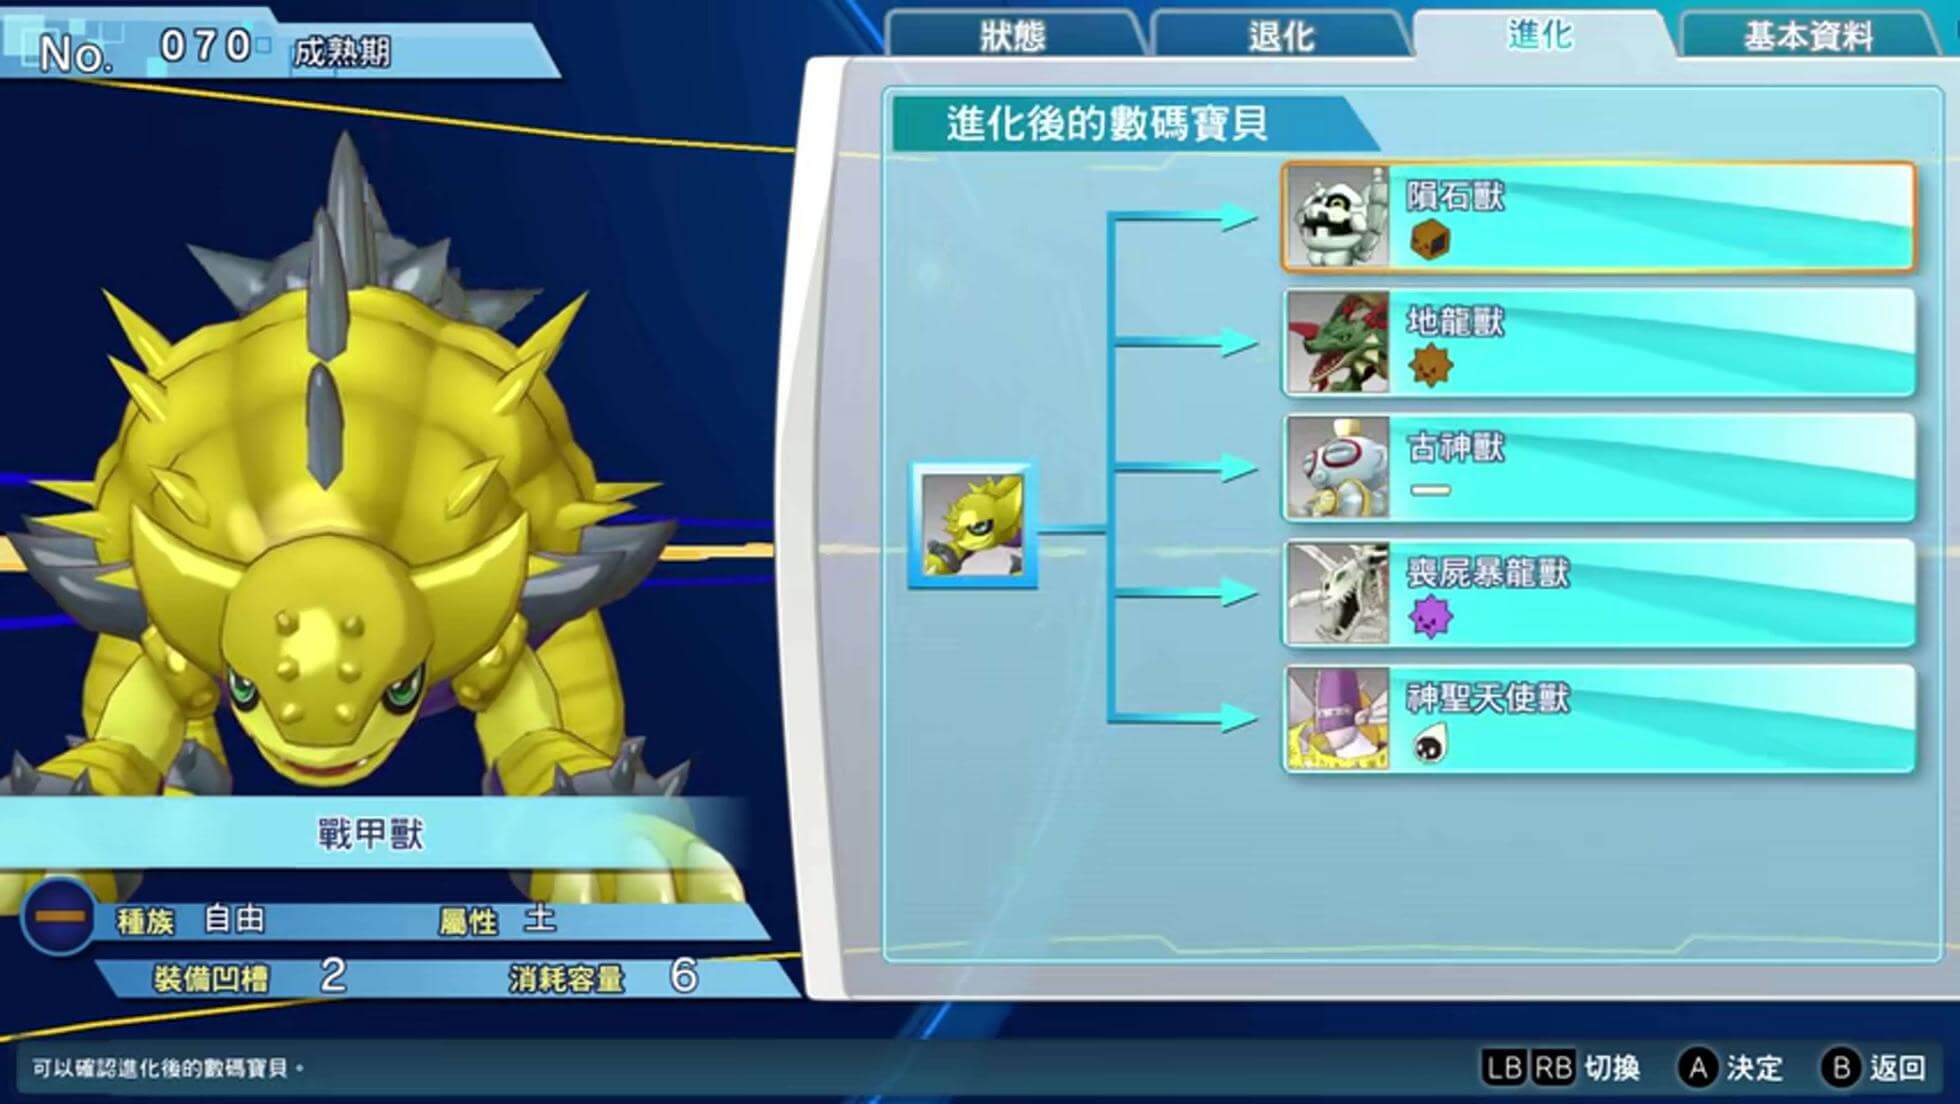 No. 070 成熟期
狀態 退化 進化 基本資料
進化後的數碼寶貝
隕石獸
地龍獸
古神獸
喪屍暴龍獸
神聖天使獸
戰甲獸
種族 自由 屬性 土
裝備凹槽 2 消耗容量 6
可以確認進化後的數碼寶貝。
LB RB 切換 A 決定 B 返回